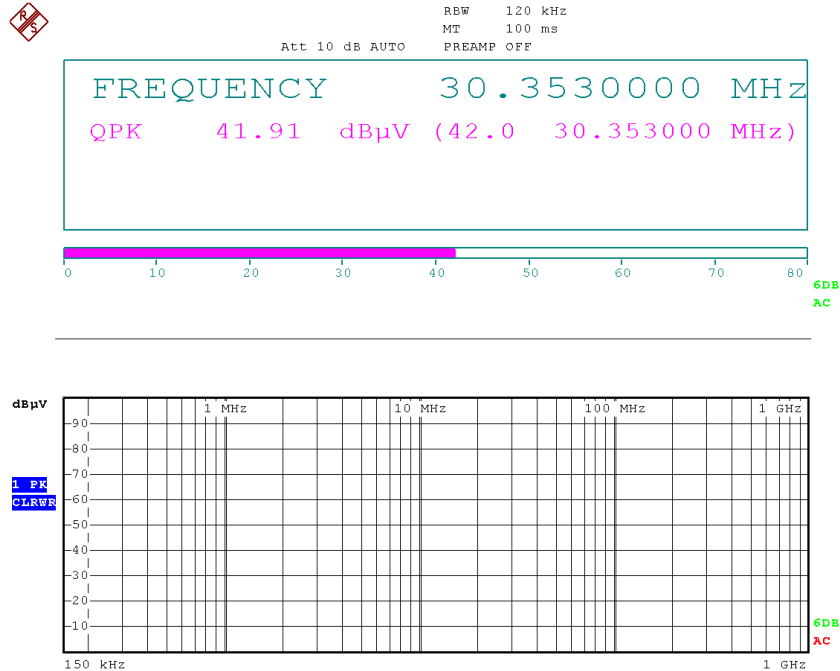 R S
RBW 120 kHz
MT 100 ms
Att 10 dB AUTO PREAMP OFF
FREQUENCY 30.3530000 MHz
QPK 41.91 dBµV (42.0 30.353000 MHz)
0 10 20 30 40 50 60 70 80
6DB
AC
dBµV
1 MHz 10 MHz 100 MHz 1 GHz
90
80
70
1 PK
CLRWR
60
50
40
30
20
10
6DB
AC
150 kHz 1 GHz